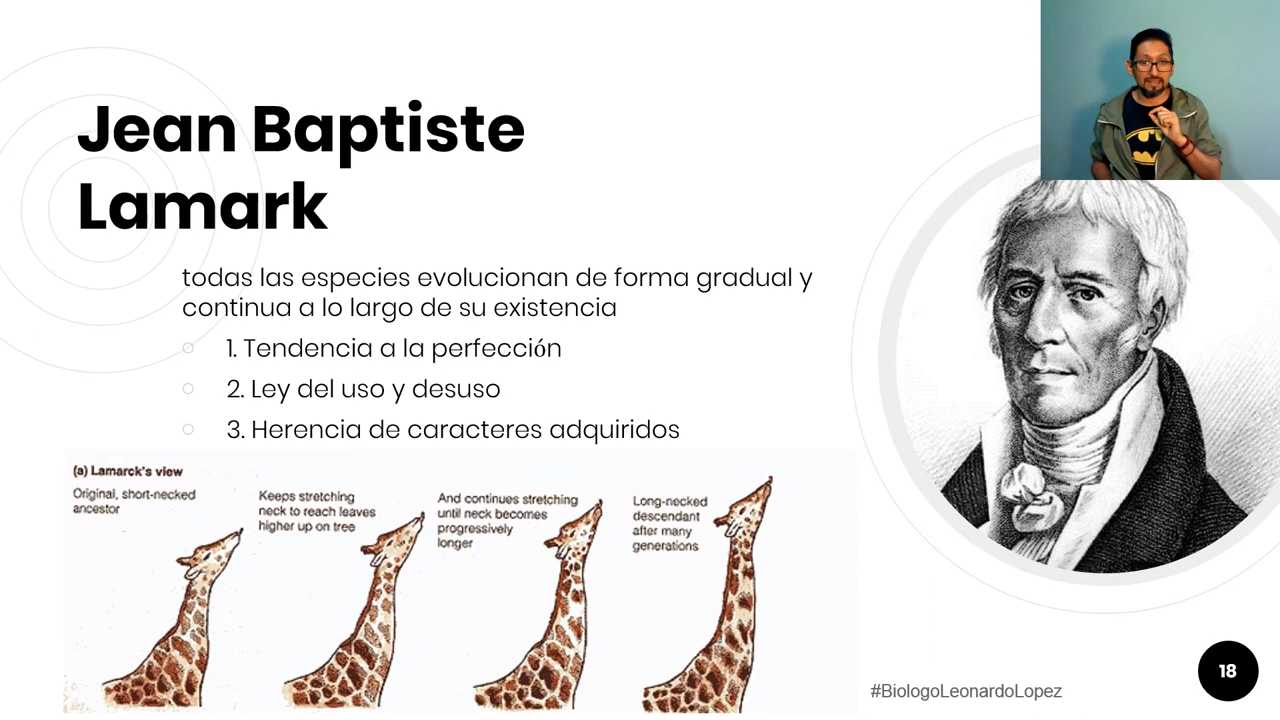 Jean Baptiste
Lamark
todas las especies evolucionan de forma gradual y
continua a lo largo de su existencia
1. Tendencia a la perfección
2. Ley del uso y desuso
3. Herencia de caracteres adquiridos
(a) Lamarck's view
Original, short-necked
ancestor
Keeps stretching
neck to reach leaves
higher up on tree
And continues stretching
until neck becomes
progressively
longer
Long-necked
descendant
after many
generations
#BiologoLeonardoLopez
18